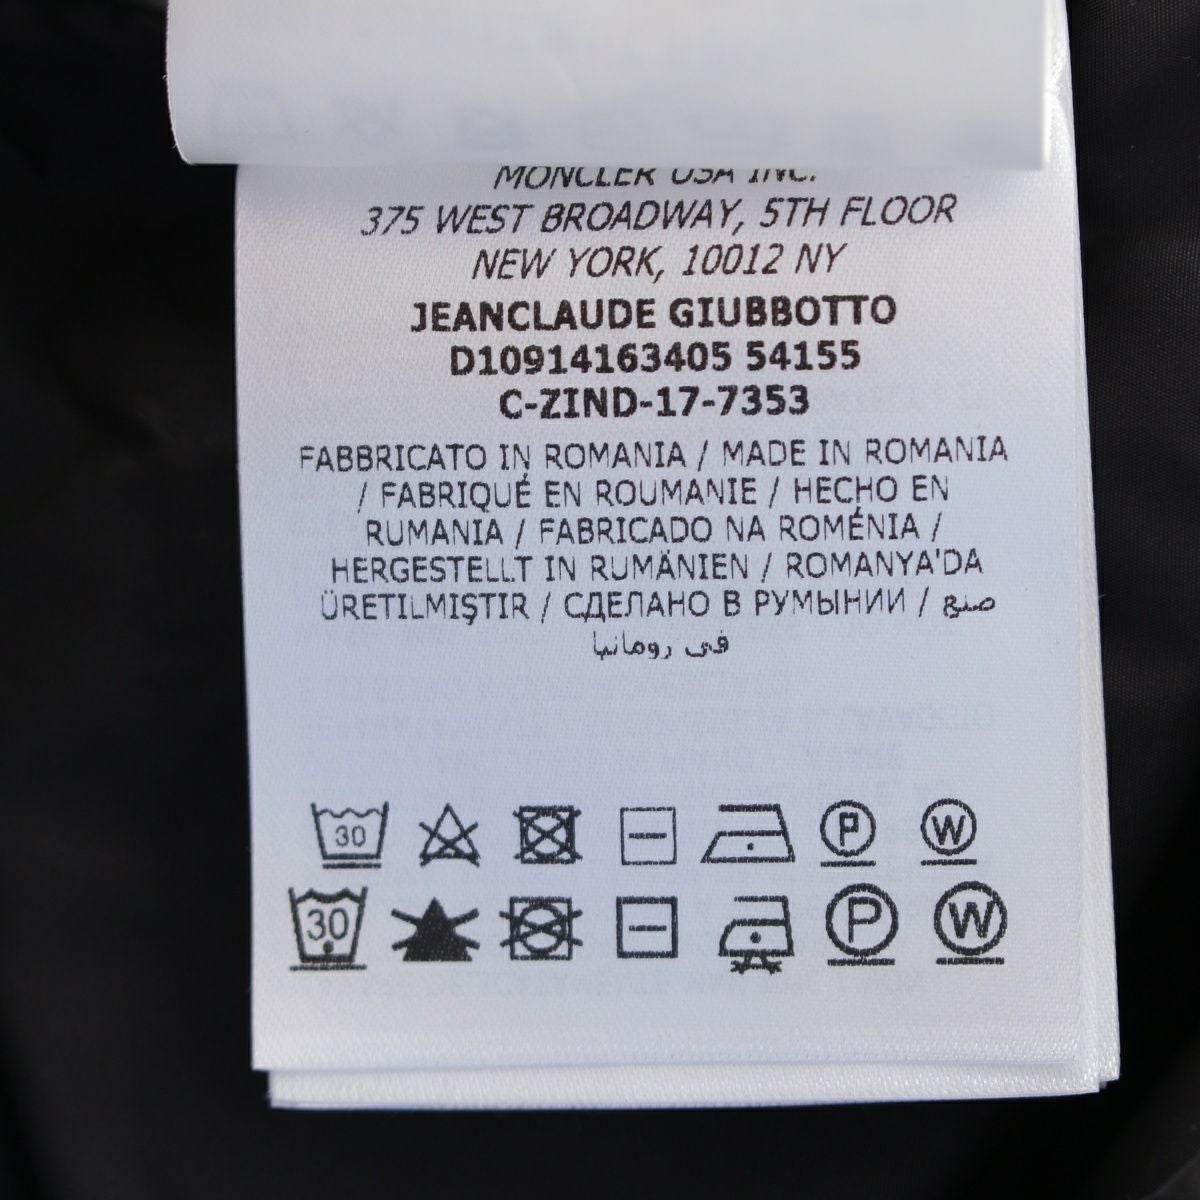 MONCLER USA INC.
375 WEST BROADWAY, 5TH FLOOR
NEW YORK, 10012 NY
JEANCLAUDE GIUBBOTTO
D10914163405 54155
C-ZIND-17-7353
FABBRICATO IN ROMANIA / MADE IN ROMANIA
/ FABRIQUÉ EN ROUMANIE / HECHO EN
RUMANIA / FABRICADO NA ROMÉNIA /
HERGESTELLT IN RUMÄNIEN / ROMANYA'DA
ÜRETILMIŞTIR / СДЕЛАНО В РУМЫНИИ / صنع
في رومانيا
30 P W
30 P W